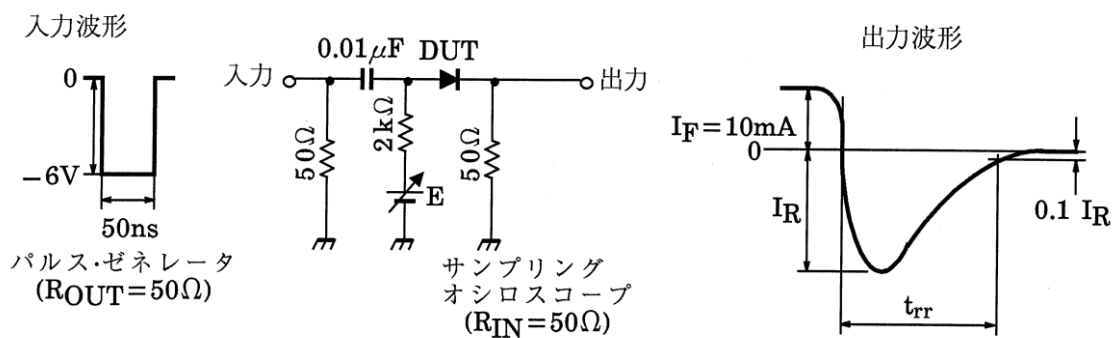 入力波形
0
−6V
50ns
パルス·ゼネレータ
(ROUT=50Ω)
0.01μF DUT
入力
出力
50Ω
2kΩ
E
50Ω
サンプリング
オシロスコープ
(RIN=50Ω)
出力波形
IF=10mA
0
IR
0.1 IR
trr